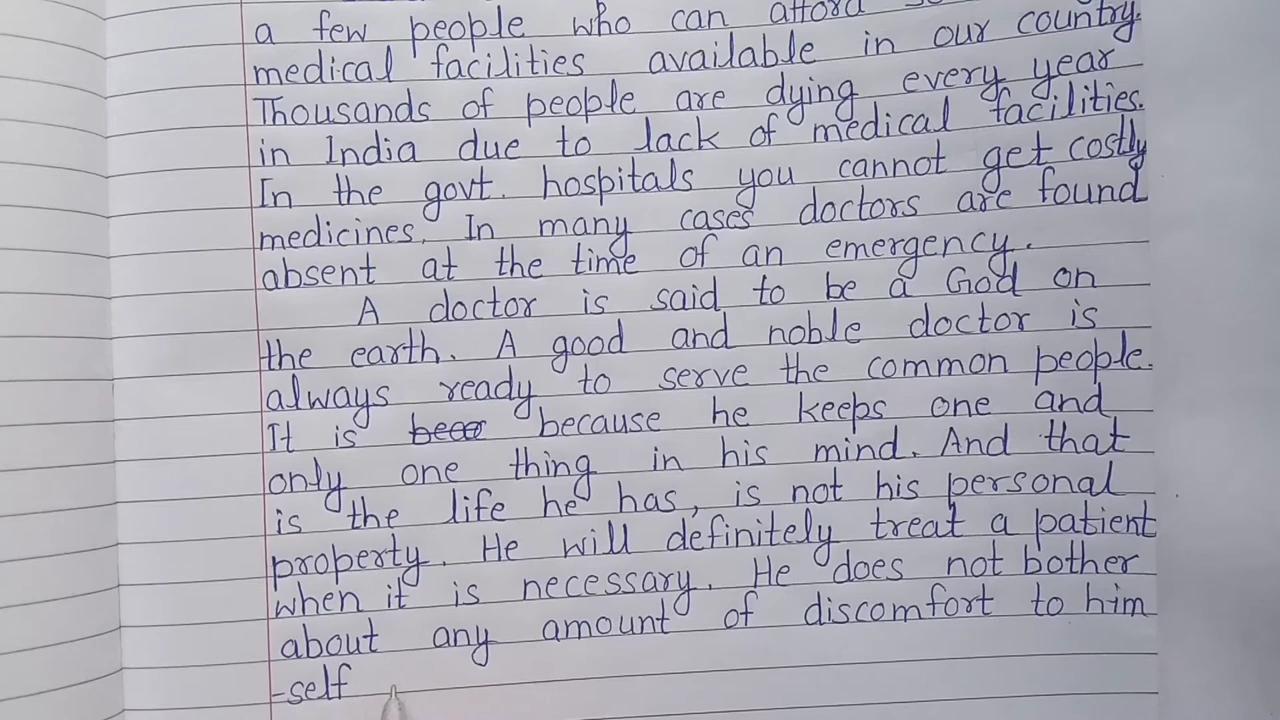 a few people who can afford
medical facilities available in our country.
Thousands of people are dying every year
in India due to lack of medical facilities.
In the govt. hospitals you cannot get costly
medicines. In many cases doctors are found
absent at the time of an emergency.
A doctor is said to be a God on
the earth. A good and noble doctor is
always ready to serve the common people.
It is because he keeps one and
only one thing in his mind. And that
is the life he has, is not his personal
property. He will definitely treat a patient
when it is necessary. He does not bother
about any amount of discomfort to him
-self